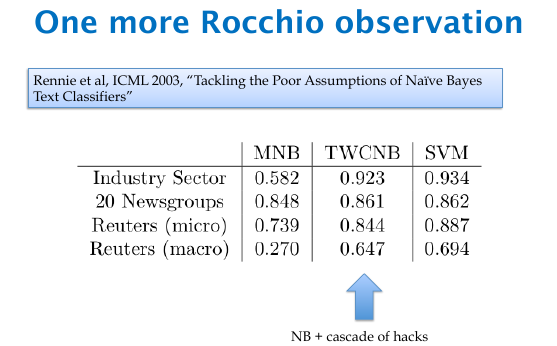 One more Rocchio observation
Rennie et al, ICML 2003, “Tackling the Poor Assumptions of Naïve Bayes
Text Classifiers”
MNB TWCNB SVM
Industry Sector 0.582 0.923 0.934
20 Newsgroups 0.848 0.861 0.862
Reuters (micro) 0.739 0.844 0.887
Reuters (macro) 0.270 0.647 0.694
NB + cascade of hacks